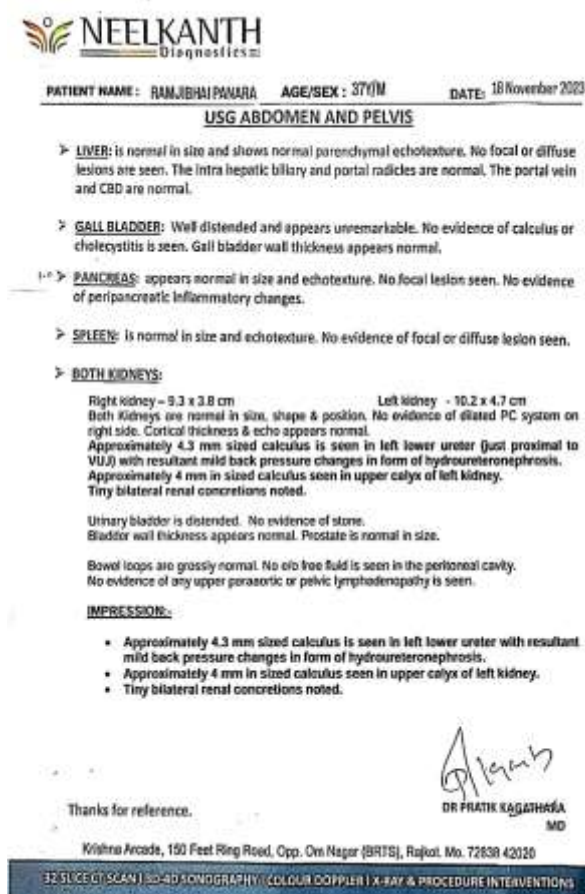 NEELKANTH
Diagnostics
PATIENT NAME : RAMJIBHAI PANARA AGE/SEX : 37Y/M DATE: 18 November 2023
USG ABDOMEN AND PELVIS
➢ LIVER: is normal in size and shows normal parenchymal echotexture. No focal or diffuse
lesions are seen. The intra hepatic biliary and portal radicles are normal. The portal vein
and CBD are normal.
➢ GALL BLADDER: Well distended and appears unremarkable. No evidence of calculus or
cholecystitis is seen. Gall bladder wall thickness appears normal.
➢ PANCREAS: appears normal in size and echotexture. No focal lesion seen. No evidence
of peripancreatic inflammatory changes.
➢ SPLEEN: is normal in size and echotexture. No evidence of focal or diffuse lesion seen.
➢ BOTH KIDNEYS:
Right kidney – 9.3 x 3.8 cm Left kidney - 10.2 x 4.7 cm
Both Kidneys are normal in size, shape & position. No evidence of dilated PC system on
right side. Cortical thickness & echo appears normal.
Approximately 4.3 mm sized calculus is seen in left lower ureter (just proximal to
VUJ) with resultant mild back pressure changes in form of hydroureteronephrosis.
Approximately 4 mm in sized calculus seen in upper calyx of left kidney.
Tiny bilateral renal concretions noted.
Urinary bladder is distended. No evidence of stone.
Bladder wall thickness appears normal. Prostate is normal in size.
Bowel loops are grossly normal. No e/o free fluid is seen in the peritoneal cavity.
No evidence of any upper paraaortic or pelvic lymphadenopathy is seen.
IMPRESSION:-
• Approximately 4.3 mm sized calculus is seen in left lower ureter with resultant
mild back pressure changes in form of hydroureteronephrosis.
• Approximately 4 mm in sized calculus seen in upper calyx of left kidney.
• Tiny bilateral renal concretions noted.
Thanks for reference. DR PRATIK KAGATHARA
MD
Krishna Arcade, 150 Feet Ring Road, Opp. Om Nagar (BRTS), Rajkot. Mo. 72838 42020
32 SLICE CT SCAN | 3D-4D SONOGRAPHY | COLOUR DOPPLER | X-RAY & PROCEDURE INTERVENTIONS